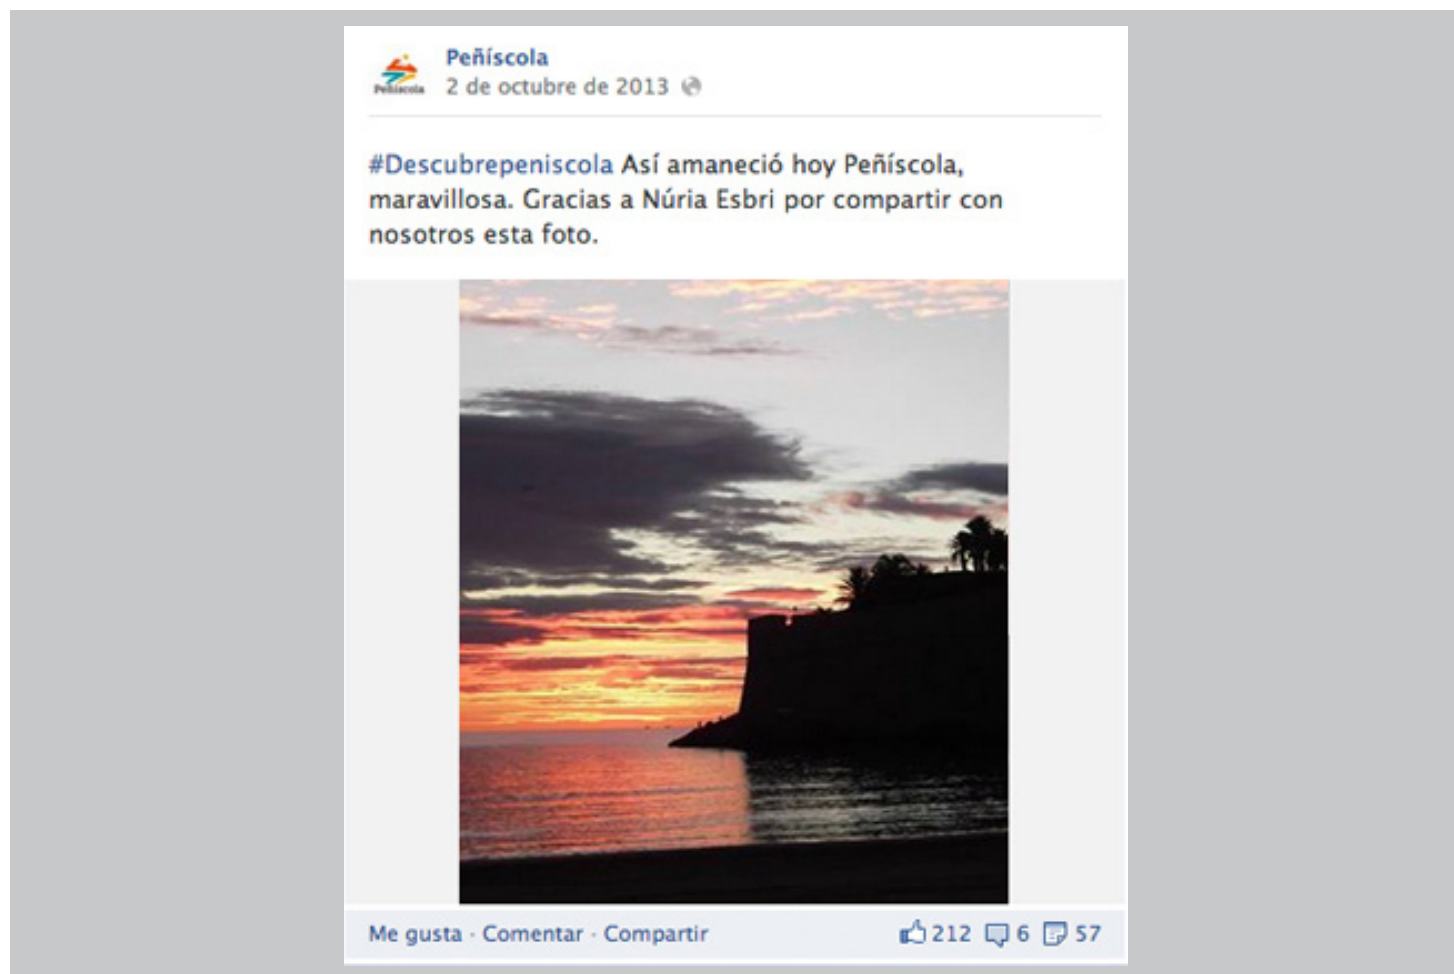 Peñíscola
2 de octubre de 2013
Peñíscola
#Descubrepeniscola Así amaneció hoy Peñíscola,
maravillosa. Gracias a Núria Esbri por compartir con
nosotros esta foto.
Me gusta · Comentar · Compartir
212 6 57